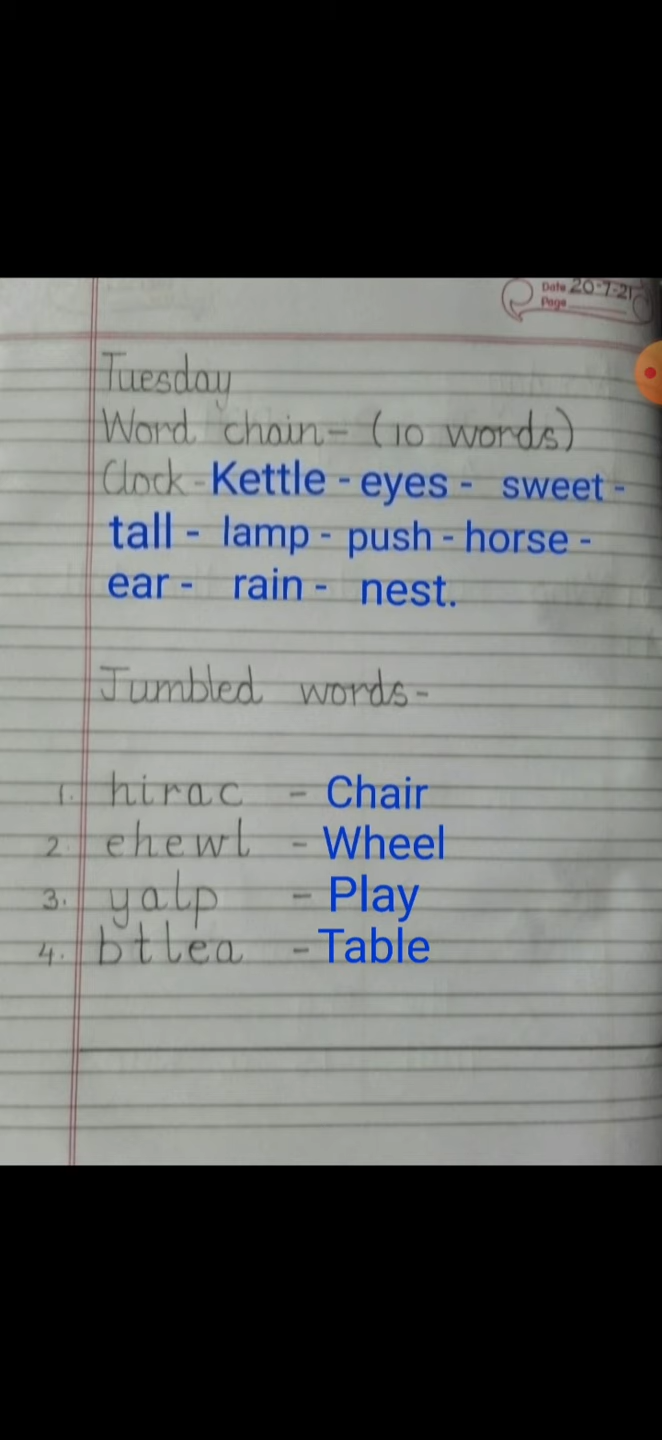 Date 20-7-21
Page
Tuesday
Word chain - (10 words)
Clock - Kettle - eyes - sweet -
tall - lamp - push - horse -
ear - rain - nest.
Jumbled words -
1. hirac - Chair
2. ehewl - Wheel
3. yalp - Play
4. btlea - Table